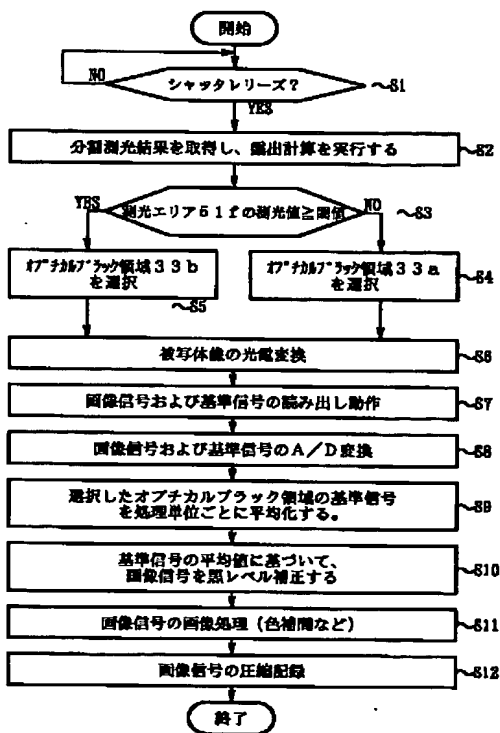 開始
NO
シャッタレリーズ?
S1
YES
分割測光結果を取得し、露出計算を実行する
S2
YES
測光エリア51fの測光値≧閾値
NO
S3
オプチカルブラック領域33b
を選択
オプチカルブラック領域33a
を選択
S4
S5
被写体像の光電変換
S6
画像信号および基準信号の読み出し動作
S7
画像信号および基準信号のA/D変換
S8
選択したオプチカルブラック領域の基準信号
を処理単位ごとに平均化する。
S9
基準信号の平均値に基づいて、
画像信号を黒レベル補正する
S10
画像信号の画像処理(色補間など)
S11
画像信号の圧縮記録
S12
終了